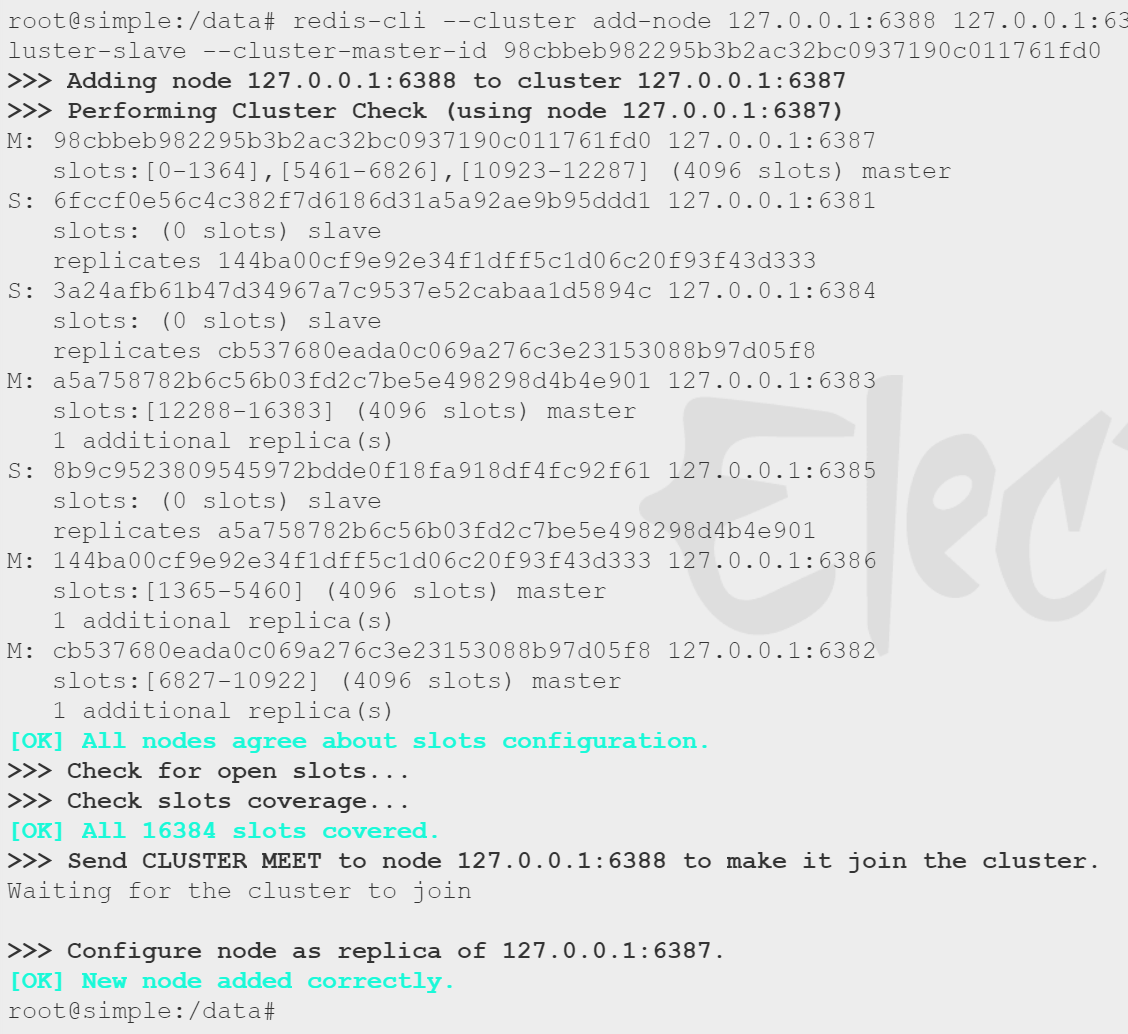 root@simple:/data# redis-cli --cluster add-node 127.0.0.1:6388 127.0.0.1:63
luster-slave --cluster-master-id 98cbbeb982295b3b2ac32bc0937190c011761fd0
>>> Adding node 127.0.0.1:6388 to cluster 127.0.0.1:6387
>>> Performing Cluster Check (using node 127.0.0.1:6387)
M: 98cbbeb982295b3b2ac32bc0937190c011761fd0 127.0.0.1:6387
   slots:[0-1364],[5461-6826],[10923-12287] (4096 slots) master
S: 6fccf0e56c4c382f7d6186d31a5a92ae9b95ddd1 127.0.0.1:6381
   slots: (0 slots) slave
   replicates 144ba00cf9e92e34f1dff5c1d06c20f93f43d333
S: 3a24afb61b47d34967a7c9537e52cabaa1d5894c 127.0.0.1:6384
   slots: (0 slots) slave
   replicates cb537680eada0c069a276c3e23153088b97d05f8
M: a5a758782b6c56b03fd2c7be5e498298d4b4e901 127.0.0.1:6383
   slots:[12288-16383] (4096 slots) master
   1 additional replica(s)
S: 8b9c9523809545972bdde0f18fa918df4fc92f61 127.0.0.1:6385
   slots: (0 slots) slave
   replicates a5a758782b6c56b03fd2c7be5e498298d4b4e901
M: 144ba00cf9e92e34f1dff5c1d06c20f93f43d333 127.0.0.1:6386
   slots:[1365-5460] (4096 slots) master
   1 additional replica(s)
M: cb537680eada0c069a276c3e23153088b97d05f8 127.0.0.1:6382
   slots:[6827-10922] (4096 slots) master
   1 additional replica(s)
[OK] All nodes agree about slots configuration.
>>> Check for open slots...
>>> Check slots coverage...
[OK] All 16384 slots covered.
>>> Send CLUSTER MEET to node 127.0.0.1:6388 to make it join the cluster.
Waiting for the cluster to join

>>> Configure node as replica of 127.0.0.1:6387.
[OK] New node added correctly.
root@simple:/data#
Elec